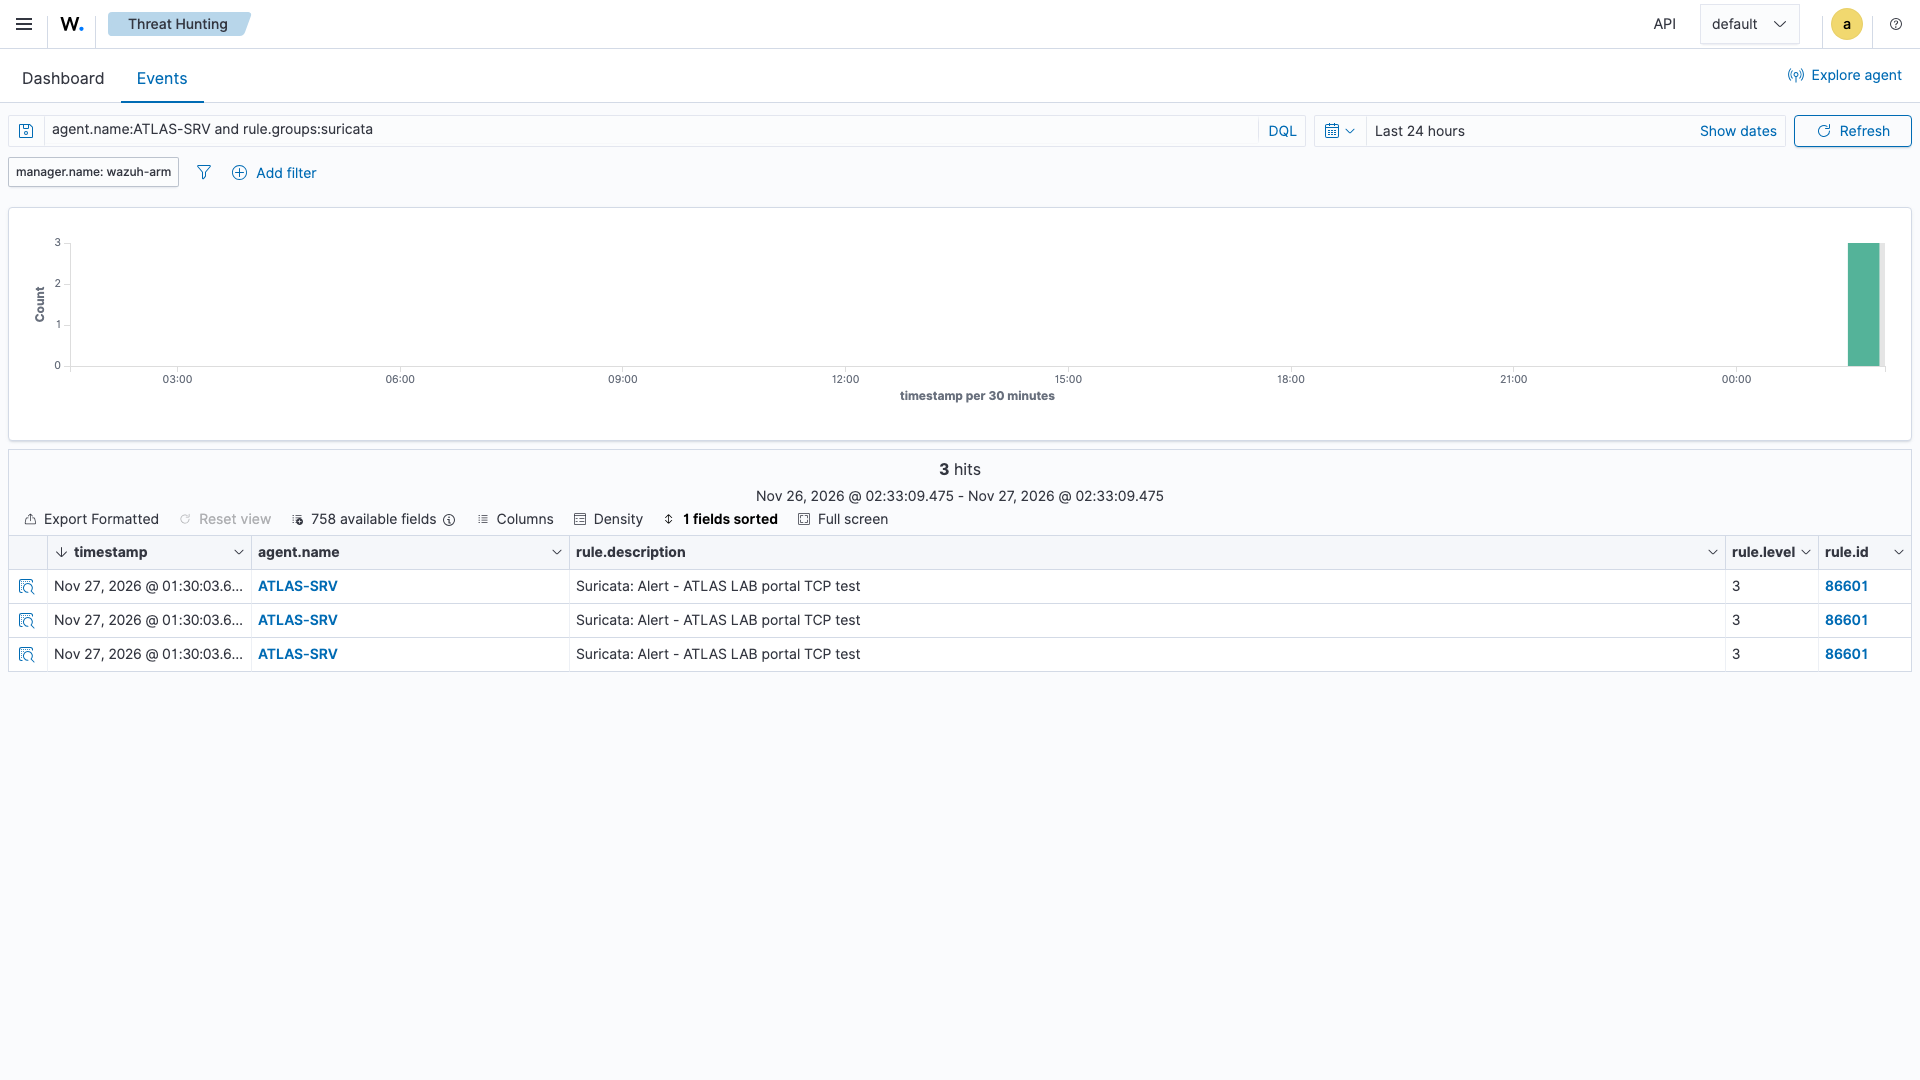 W.
Threat Hunting
API
default
a
Dashboard
Events
Explore agent
agent.name:ATLAS-SRV and rule.groups:suricata
DQL
Last 24 hours
Show dates
Refresh
manager.name: wazuh-arm
Add filter
3
2
1
0
Count
03:00
06:00
09:00
12:00
15:00
18:00
21:00
00:00
timestamp per 30 minutes
3 hits
Nov 26, 2026 @ 02:33:09.475 - Nov 27, 2026 @ 02:33:09.475
Export Formatted
Reset view
758 available fields
Columns
Density
1 fields sorted
Full screen
timestamp agent.name rule.description rule.level rule.id
Nov 27, 2026 @ 01:30:03.6... ATLAS-SRV Suricata: Alert - ATLAS LAB portal TCP test 3 86601
Nov 27, 2026 @ 01:30:03.6... ATLAS-SRV Suricata: Alert - ATLAS LAB portal TCP test 3 86601
Nov 27, 2026 @ 01:30:03.6... ATLAS-SRV Suricata: Alert - ATLAS LAB portal TCP test 3 86601